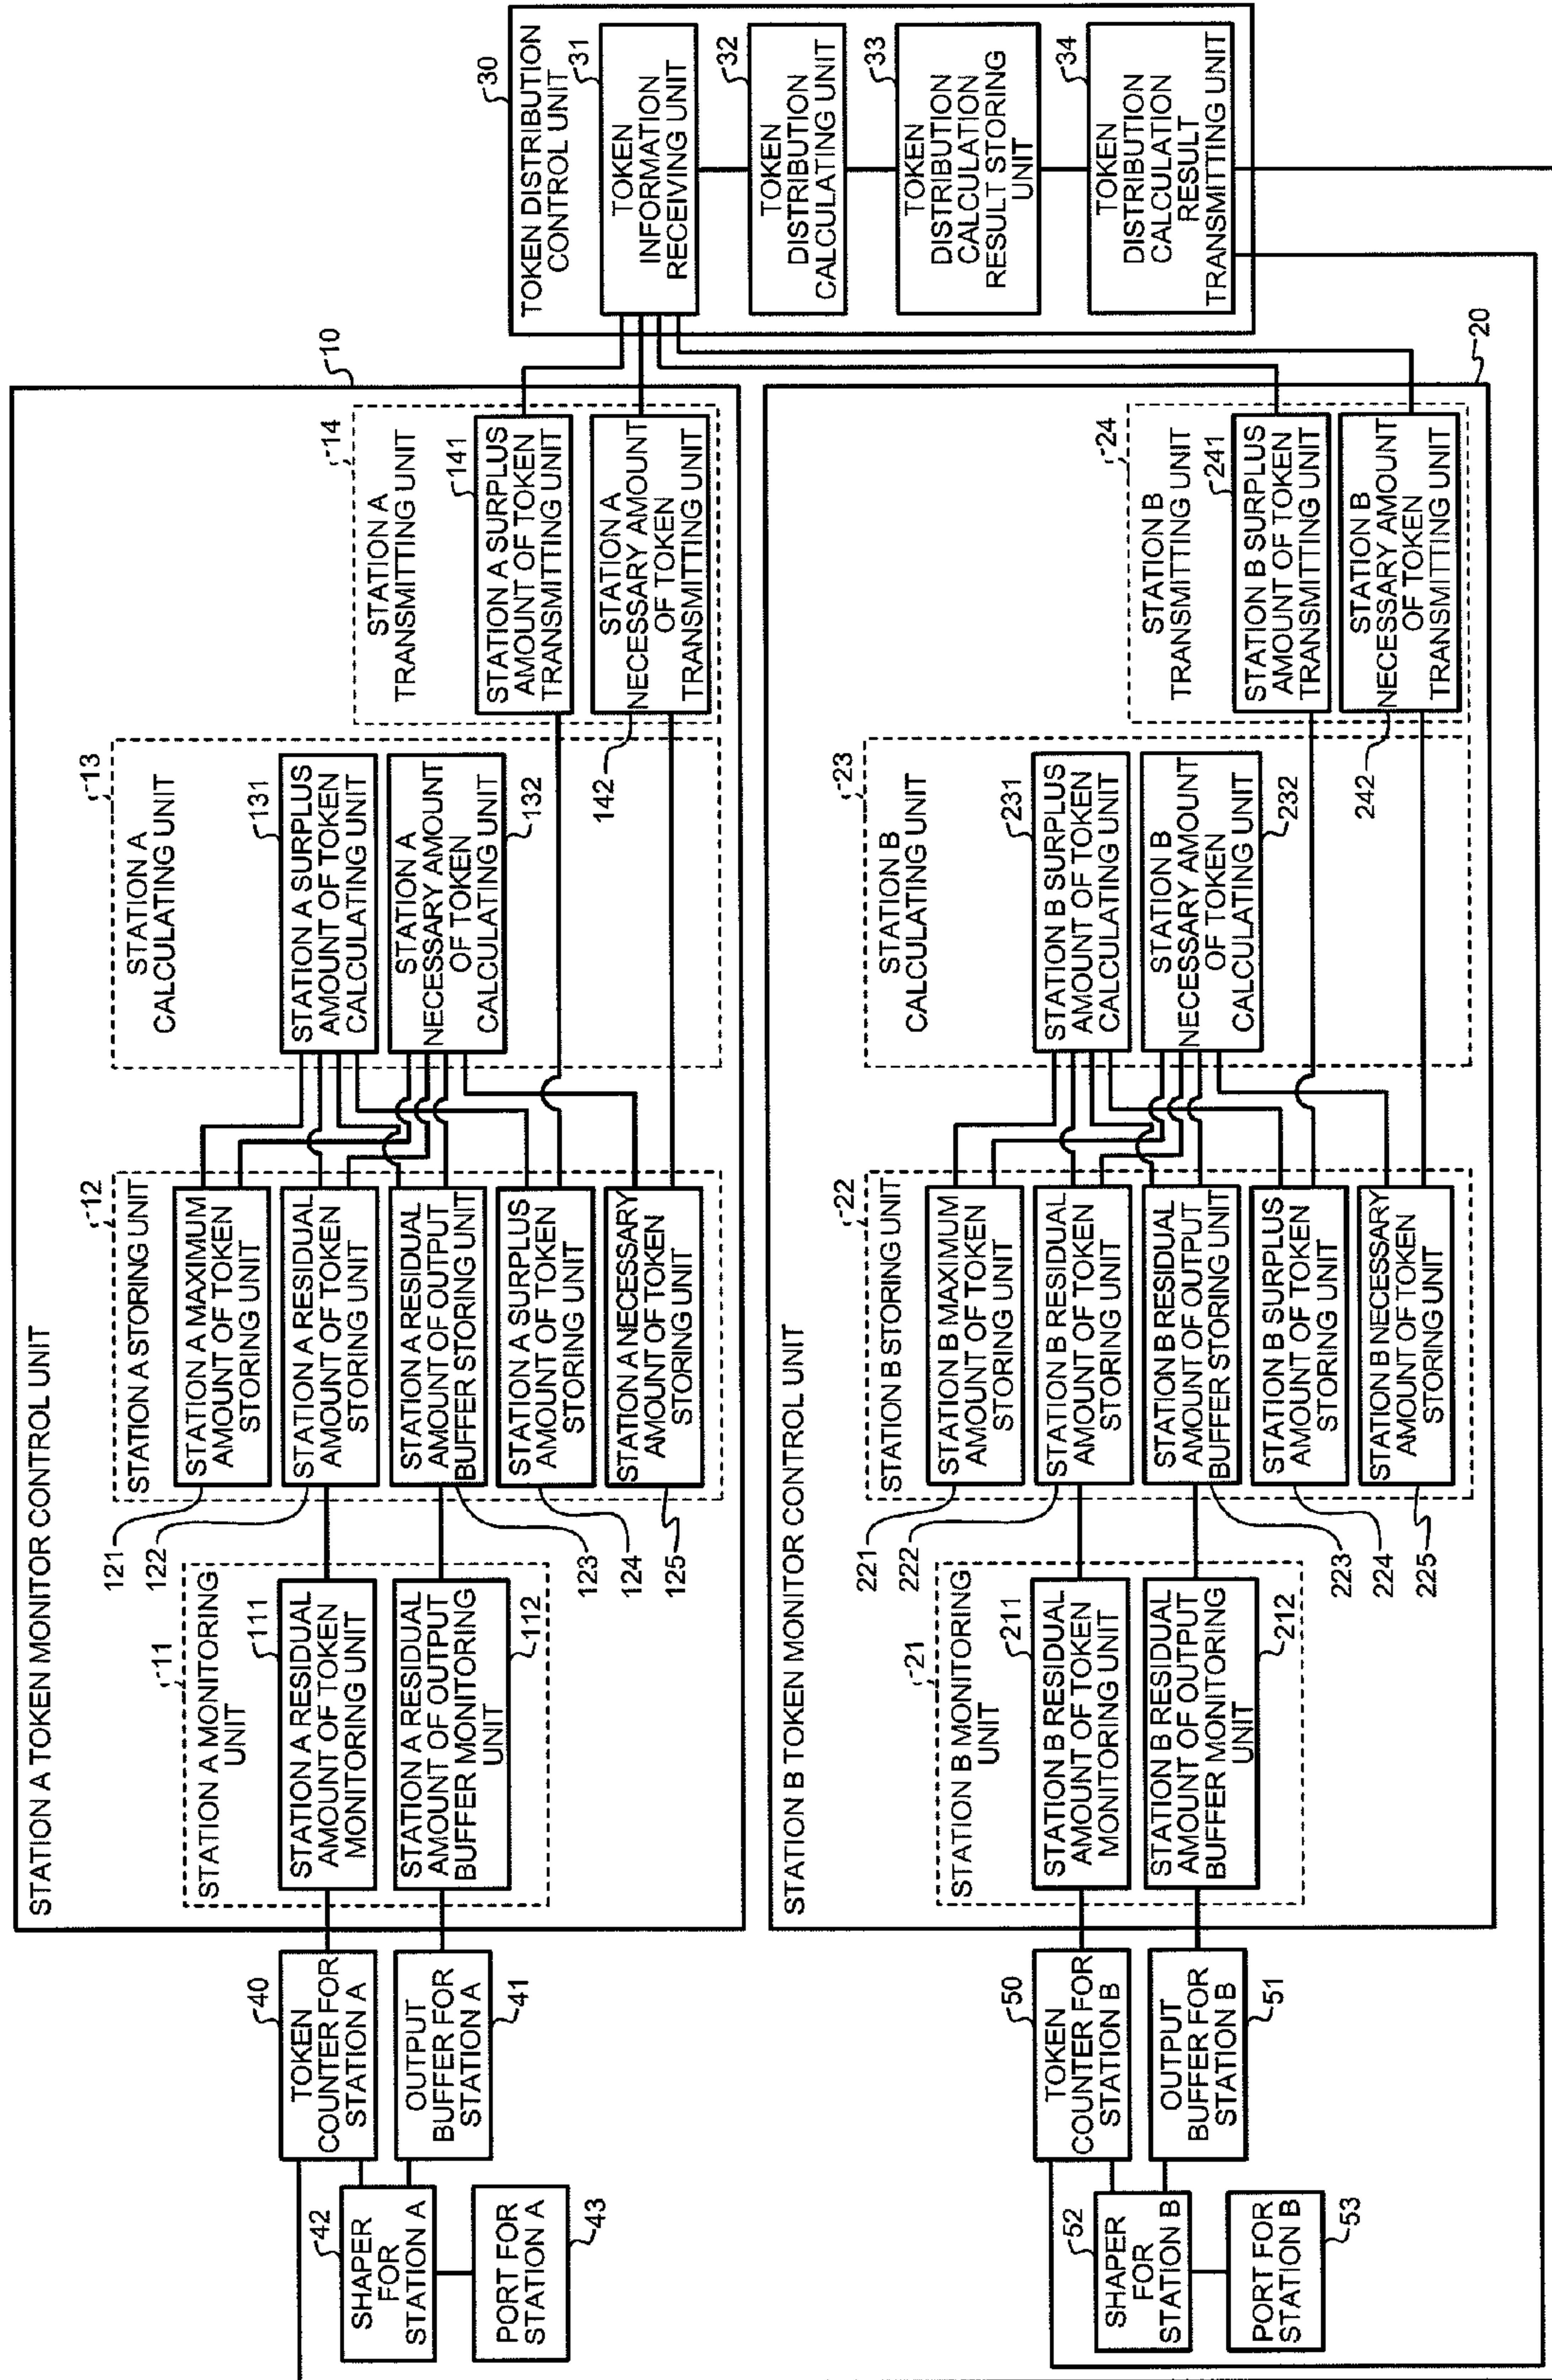 STATION A TOKEN MONITOR CONTROL UNIT
10
40
TOKEN
COUNTER FOR
STATION A
41
OUTPUT
BUFFER FOR
STATION A
42
SHAPER
FOR
STATION A
PORT FOR
STATION A
43
11
STATION A MONITORING
UNIT
111
STATION A RESIDUAL
AMOUNT OF TOKEN
MONITORING UNIT
STATION A RESIDUAL
AMOUNT OF OUTPUT
BUFFER MONITORING
UNIT
112
12
STATION A STORING UNIT
STATION A MAXIMUM
AMOUNT OF TOKEN
STORING UNIT
STATION A RESIDUAL
AMOUNT OF TOKEN
STORING UNIT
STATION A RESIDUAL
AMOUNT OF OUTPUT
BUFFER STORING UNIT
STATION A SURPLUS
AMOUNT OF TOKEN
STORING UNIT
STATION A NECESSARY
AMOUNT OF TOKEN
STORING UNIT
121
122
123
124
125
13
STATION A
CALCULATING UNIT
131
STATION A SURPLUS
AMOUNT OF TOKEN
CALCULATING UNIT
STATION A
NECESSARY AMOUNT
OF TOKEN
CALCULATING UNIT
132
14
STATION A
TRANSMITTING UNIT
141
STATION A SURPLUS
AMOUNT OF TOKEN
TRANSMITTING UNIT
STATION A
NECESSARY AMOUNT
OF TOKEN
TRANSMITTING UNIT
142
30
TOKEN DISTRIBUTION
CONTROL UNIT
31
TOKEN
INFORMATION
RECEIVING UNIT
32
TOKEN
DISTRIBUTION
CALCULATING UNIT
33
TOKEN
DISTRIBUTION
CALCULATION
RESULT STORING
UNIT
34
TOKEN
DISTRIBUTION
CALCULATION
RESULT
TRANSMITTING UNIT
STATION B TOKEN MONITOR CONTROL UNIT
20
50
TOKEN
COUNTER FOR
STATION B
51
OUTPUT
BUFFER FOR
STATION B
52
SHAPER
FOR
STATION B
PORT FOR
STATION B
53
21
STATION B MONITORING
UNIT
211
STATION B RESIDUAL
AMOUNT OF TOKEN
MONITORING UNIT
STATION B RESIDUAL
AMOUNT OF OUTPUT
BUFFER MONITORING
UNIT
212
22
STATION B STORING UNIT
STATION B MAXIMUM
AMOUNT OF TOKEN
STORING UNIT
STATION B RESIDUAL
AMOUNT OF TOKEN
STORING UNIT
STATION B RESIDUAL
AMOUNT OF OUTPUT
BUFFER STORING UNIT
STATION B SURPLUS
AMOUNT OF TOKEN
STORING UNIT
STATION B NECESSARY
AMOUNT OF TOKEN
STORING UNIT
221
222
223
224
225
23
STATION B
CALCULATING UNIT
231
STATION B SURPLUS
AMOUNT OF TOKEN
CALCULATING UNIT
STATION B
NECESSARY AMOUNT
OF TOKEN
CALCULATING UNIT
232
24
STATION B
TRANSMITTING UNIT
241
STATION B SURPLUS
AMOUNT OF TOKEN
TRANSMITTING UNIT
STATION B
NECESSARY AMOUNT
OF TOKEN
TRANSMITTING UNIT
242